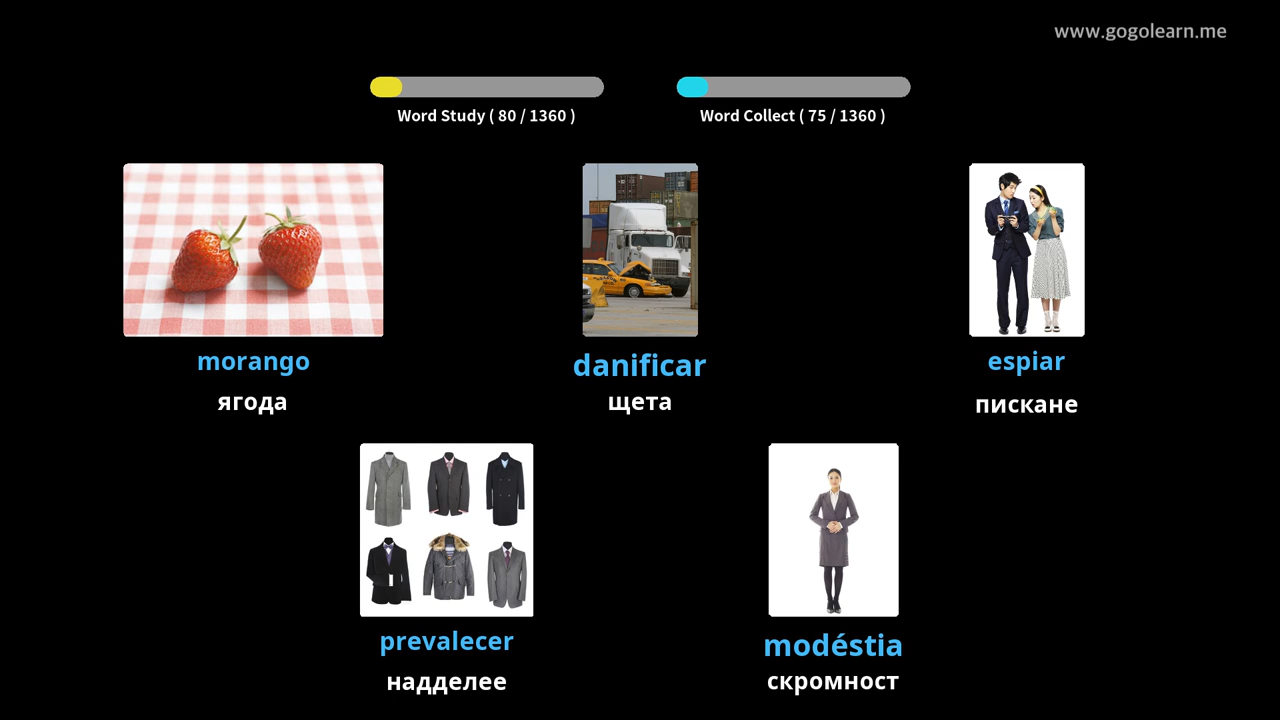 www.gogolearn.me
Word Study ( 80 / 1360 )
Word Collect ( 75 / 1360 )
morango
ягода
danificar
щета
espiar
пискане
prevalecer
надделее
modéstia
скромност